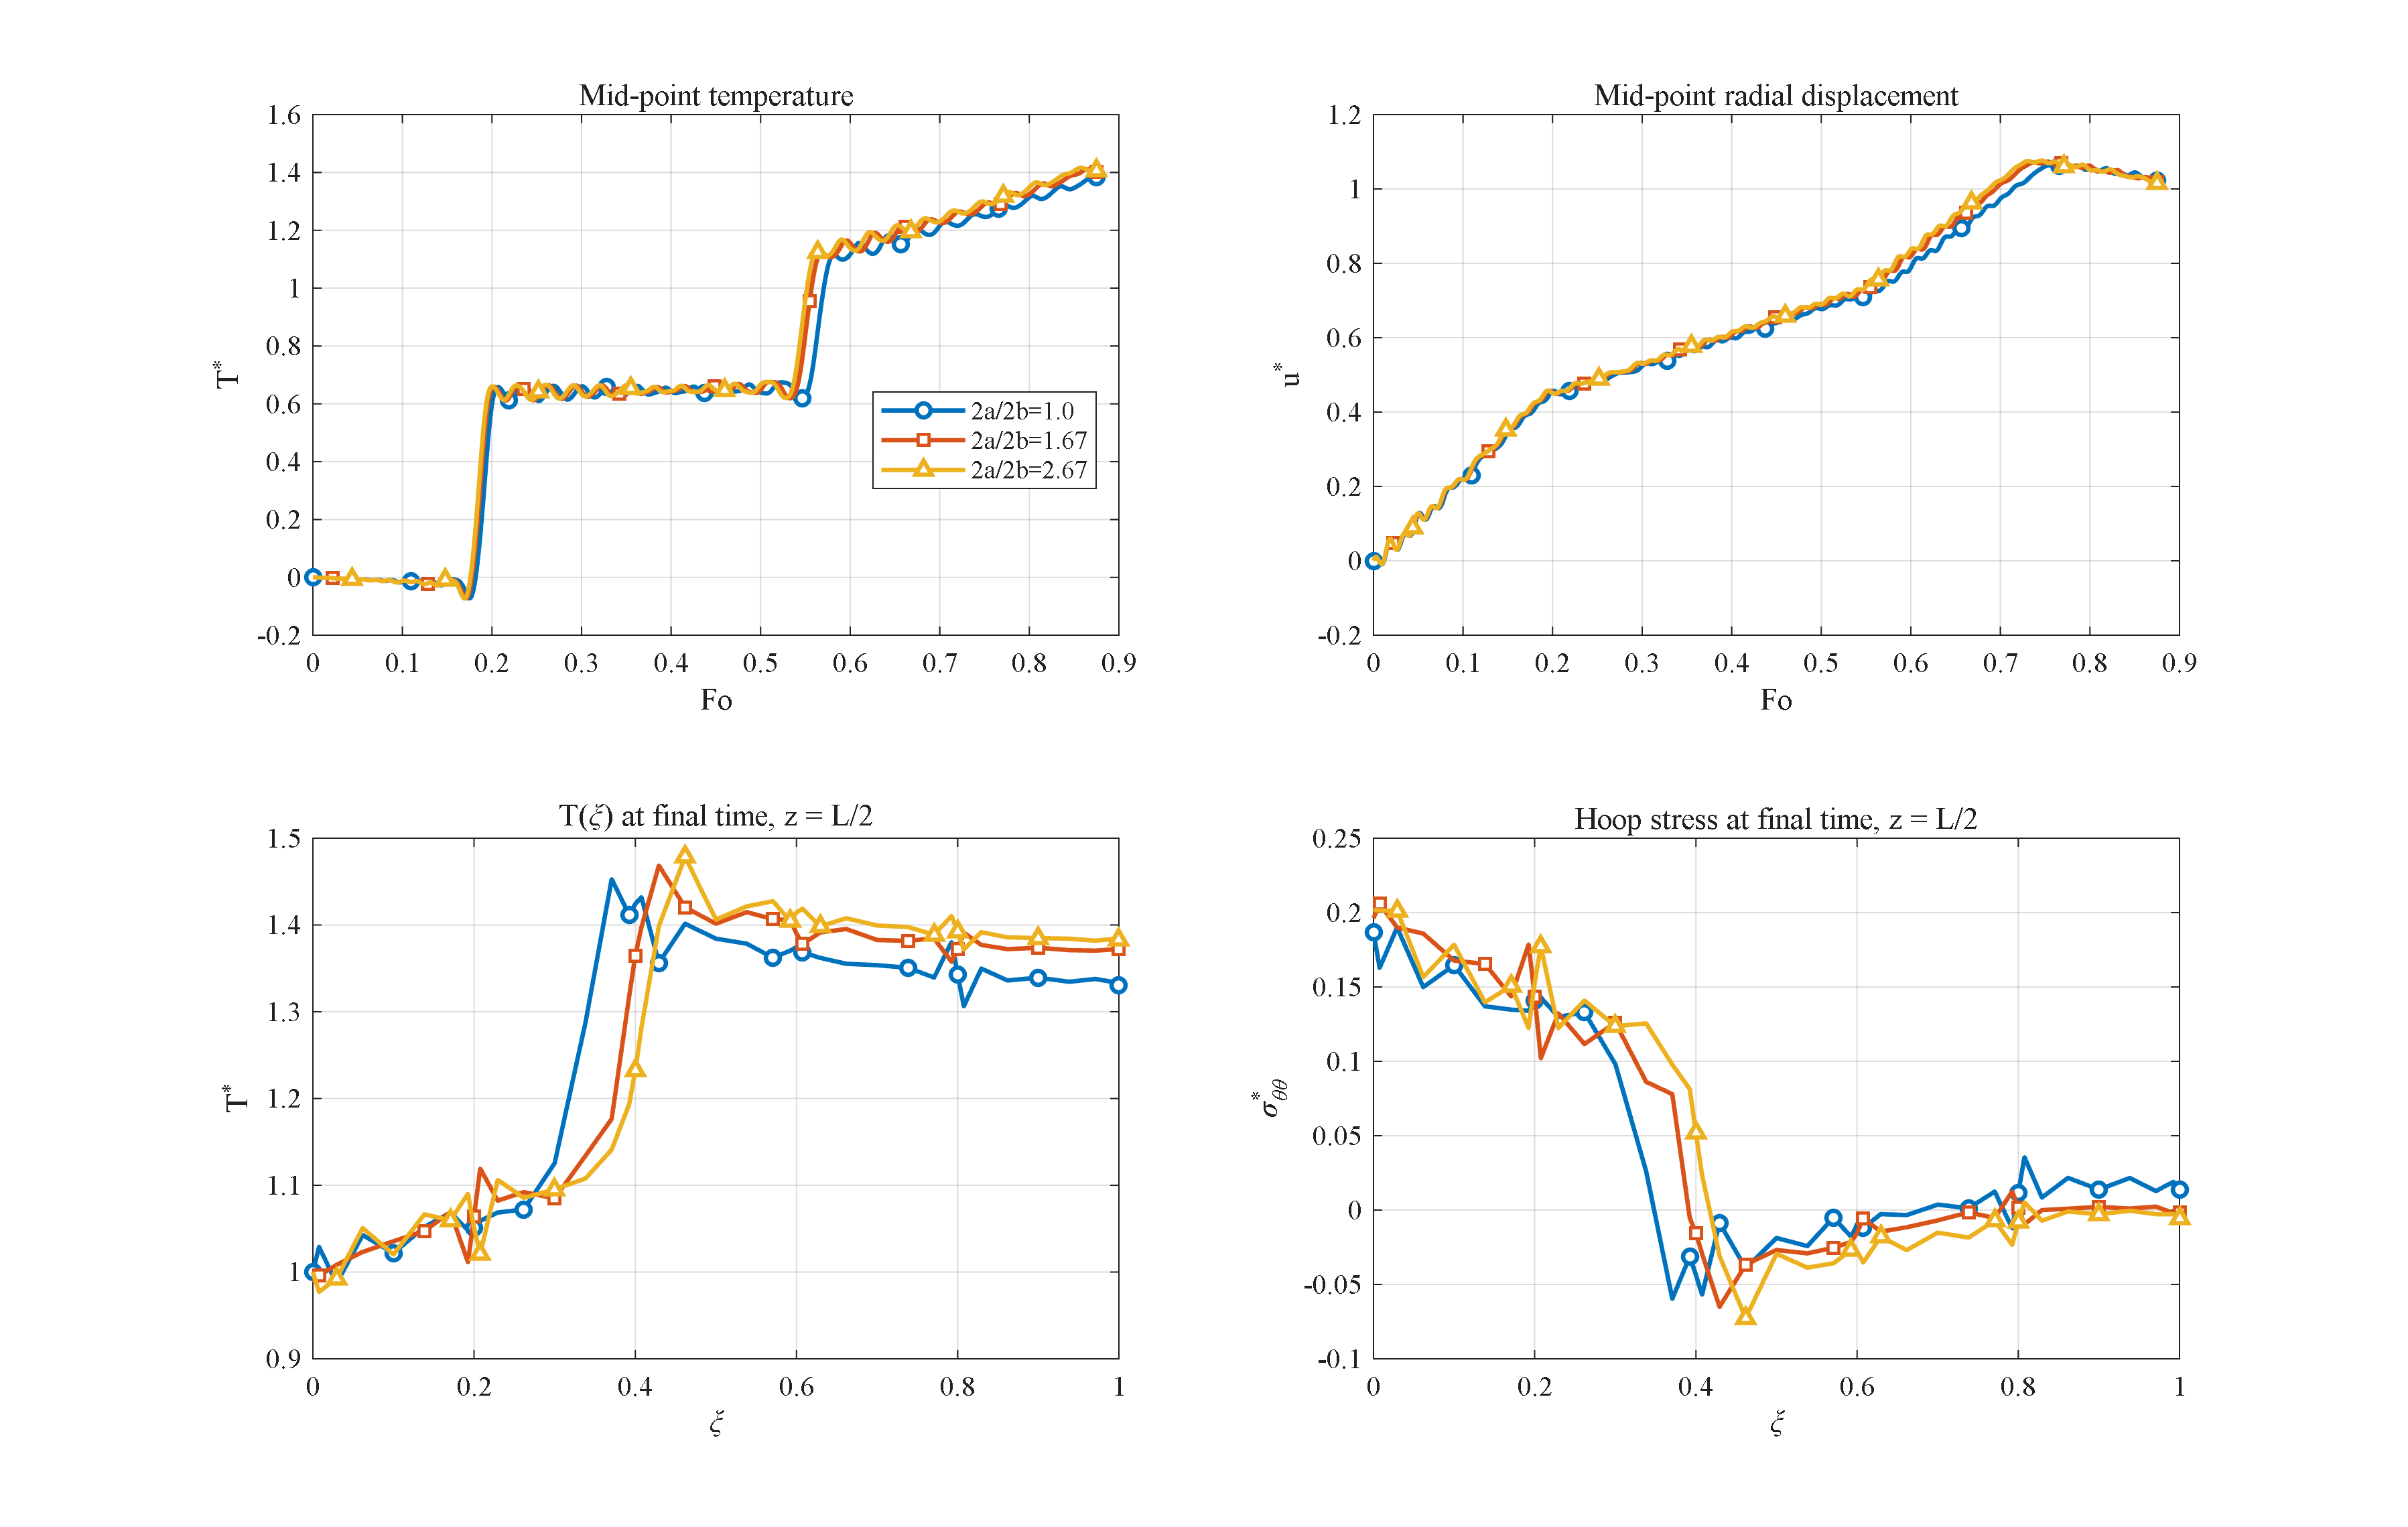 Mid-point temperature
1.6
1.4
1.2
1
0.8
0.6
0.4
0.2
0
-0.2
T*
0 0.1 0.2 0.3 0.4 0.5 0.6 0.7 0.8 0.9
Fo
2a/2b=1.0
2a/2b=1.67
2a/2b=2.67
Mid-point radial displacement
1.2
1
0.8
0.6
0.4
0.2
0
-0.2
u*
0 0.1 0.2 0.3 0.4 0.5 0.6 0.7 0.8 0.9
Fo
T(ξ) at final time, z = L/2
1.5
1.4
1.3
1.2
1.1
1
0.9
T*
0 0.2 0.4 0.6 0.8 1
ξ
Hoop stress at final time, z = L/2
0.25
0.2
0.15
0.1
0.05
0
-0.05
-0.1
σ*θθ
0 0.2 0.4 0.6 0.8 1
ξ